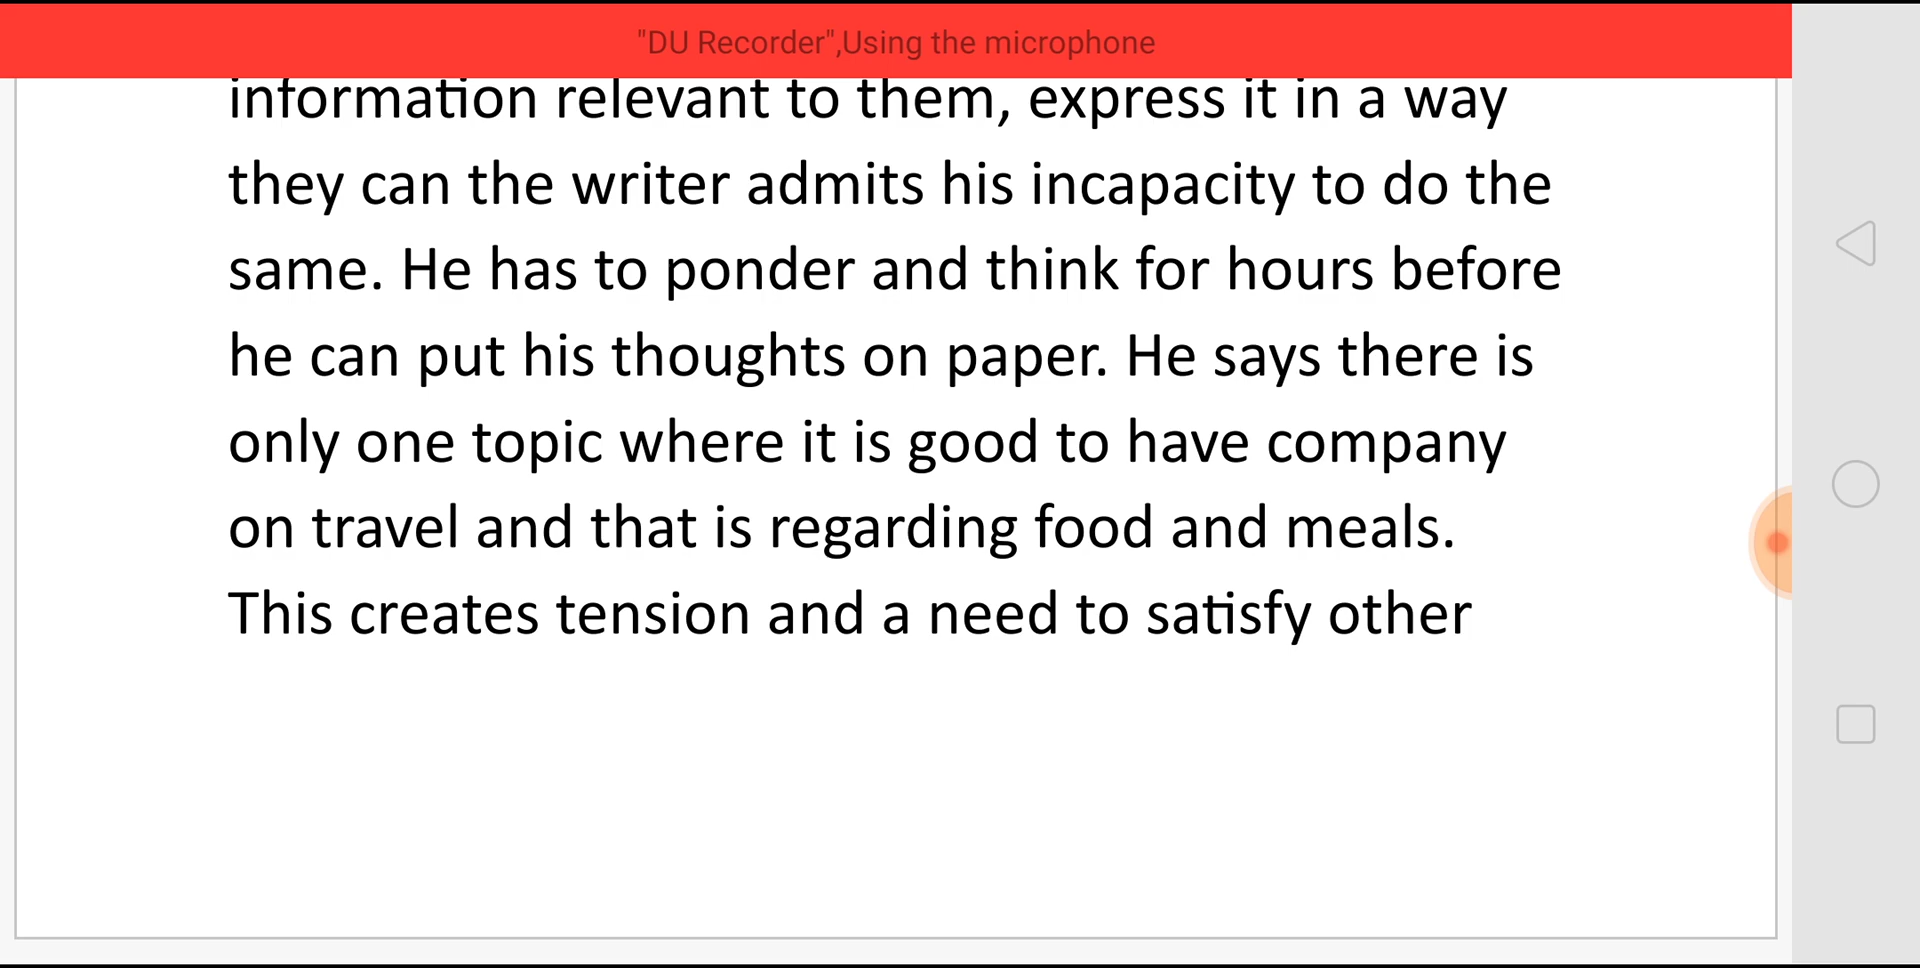 "DU Recorder",Using the microphone
information relevant to them, express it in a way
they can the writer admits his incapacity to do the
same. He has to ponder and think for hours before
he can put his thoughts on paper. He says there is
only one topic where it is good to have company
on travel and that is regarding food and meals.
This creates tension and a need to satisfy other